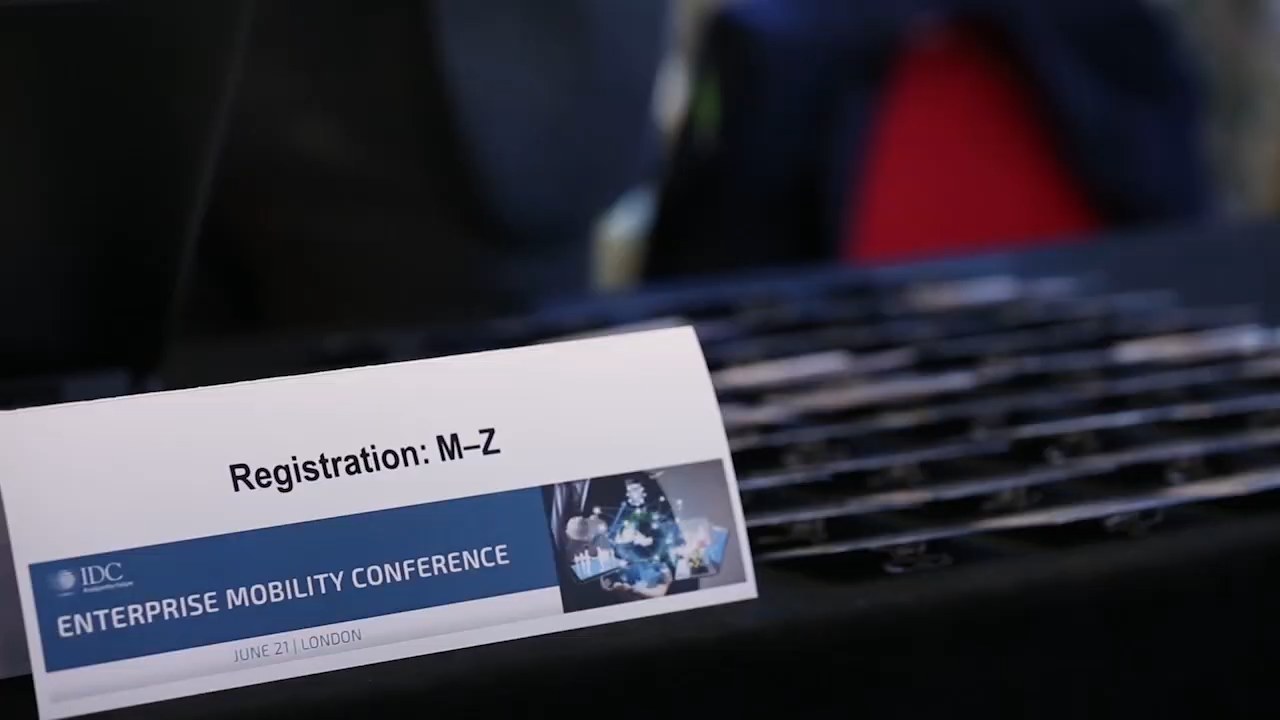 Registration: M–Z
IDC
ENTERPRISE MOBILITY CONFERENCE
JUNE 21 | LONDON